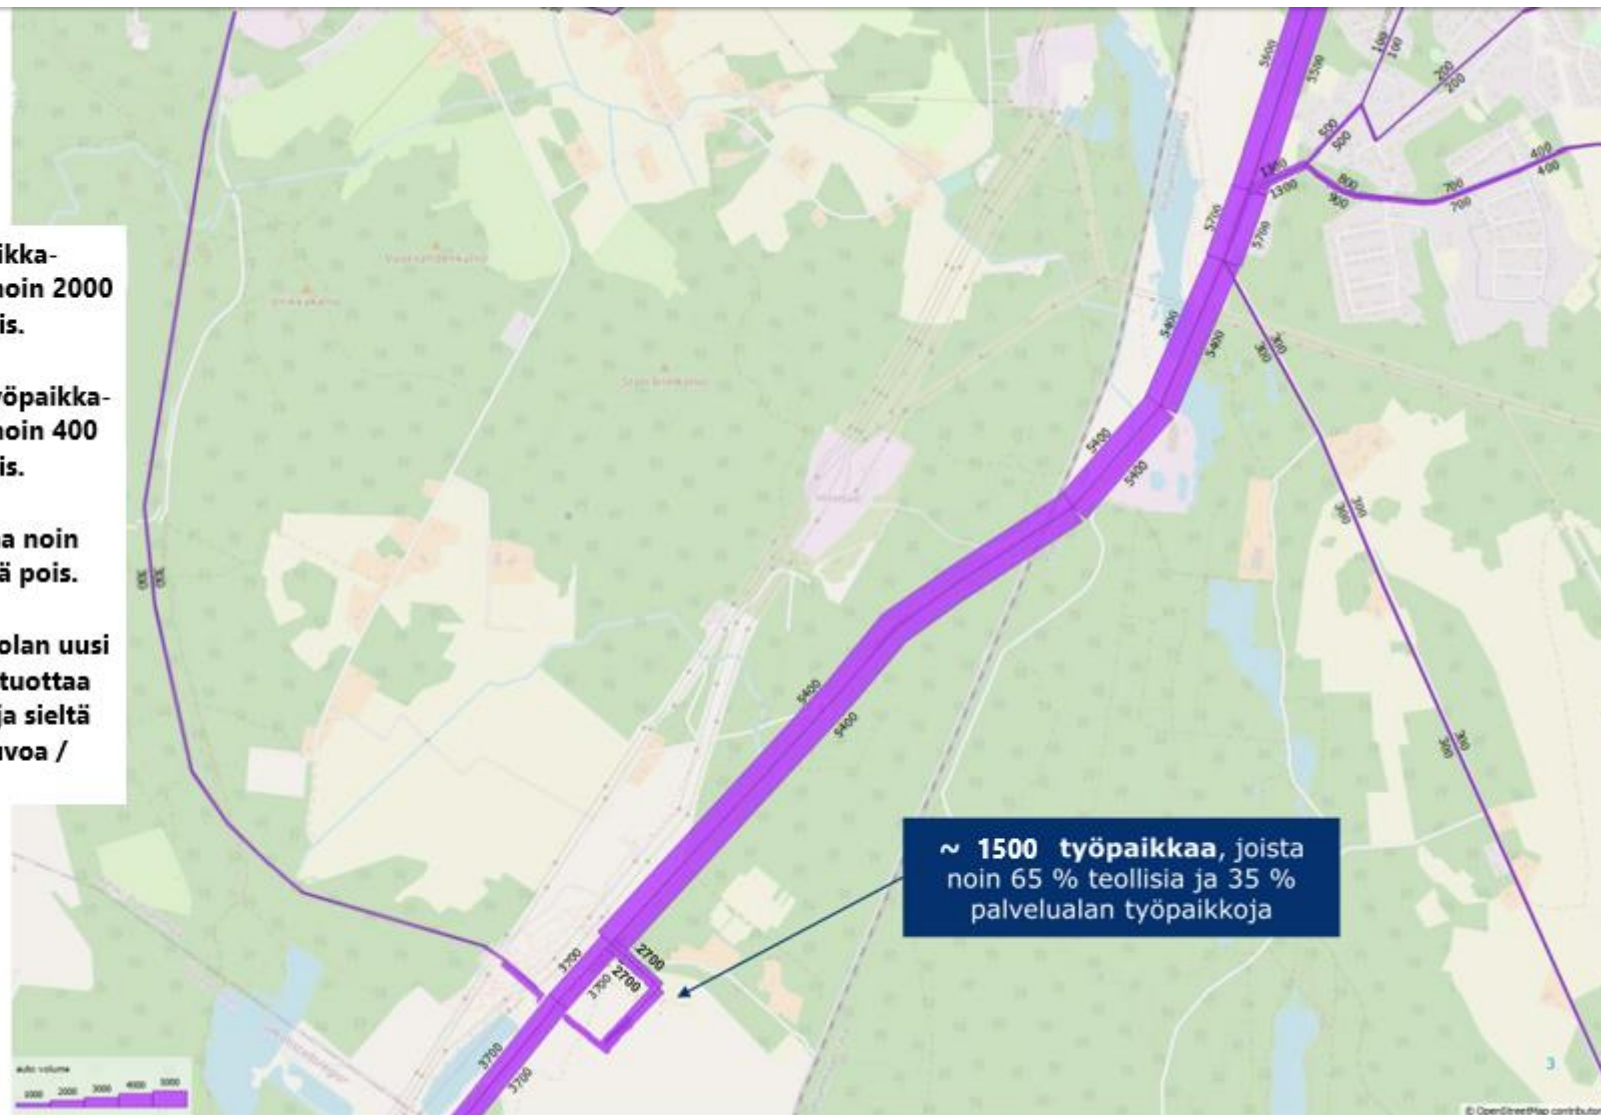 ikka-
noin 2000
is.
yöpaikka-
noin 400
is.
a noin
ä pois.
olan uusi
tuottaa
ja sieltä
uvoa /
5600
5500
100
100
200
200
500
500
400
400
1300
1300
800
900
700
700
5700
5700
5400
5400
300
300
5400
5400
300
300
300
300
5400
5400
300
300
~ 1500 työpaikkaa, joista
noin 65 % teollisia ja 35 %
palvelualan työpaikkoja
3700
3700
2700
2700
3700
3700
auto volume
1000 2000 3000 4000 5000
3
© OpenStreetMap contributors